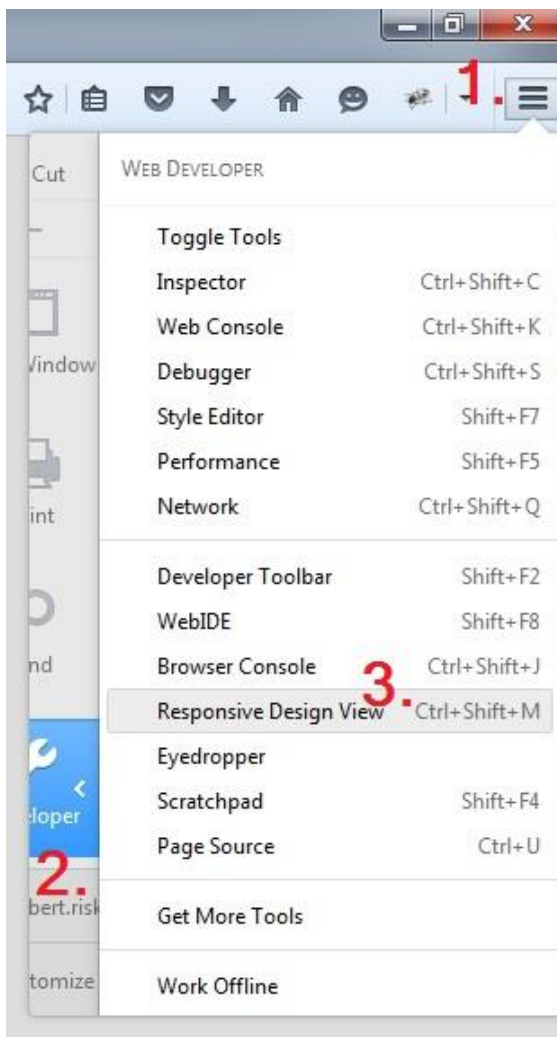 1.
Cut
WEB DEVELOPER
Toggle Tools
Inspector Ctrl+Shift+C
Web Console Ctrl+Shift+K
Window
Debugger Ctrl+Shift+S
Style Editor Shift+F7
Performance Shift+F5
int
Network Ctrl+Shift+Q
Developer Toolbar Shift+F2
WebIDE Shift+F8
nd
Browser Console Ctrl+Shift+J
3.
Responsive Design View Ctrl+Shift+M
Eyedropper
Scratchpad Shift+F4
eloper
Page Source Ctrl+U
2.
bert.risk
Get More Tools
tomize
Work Offline